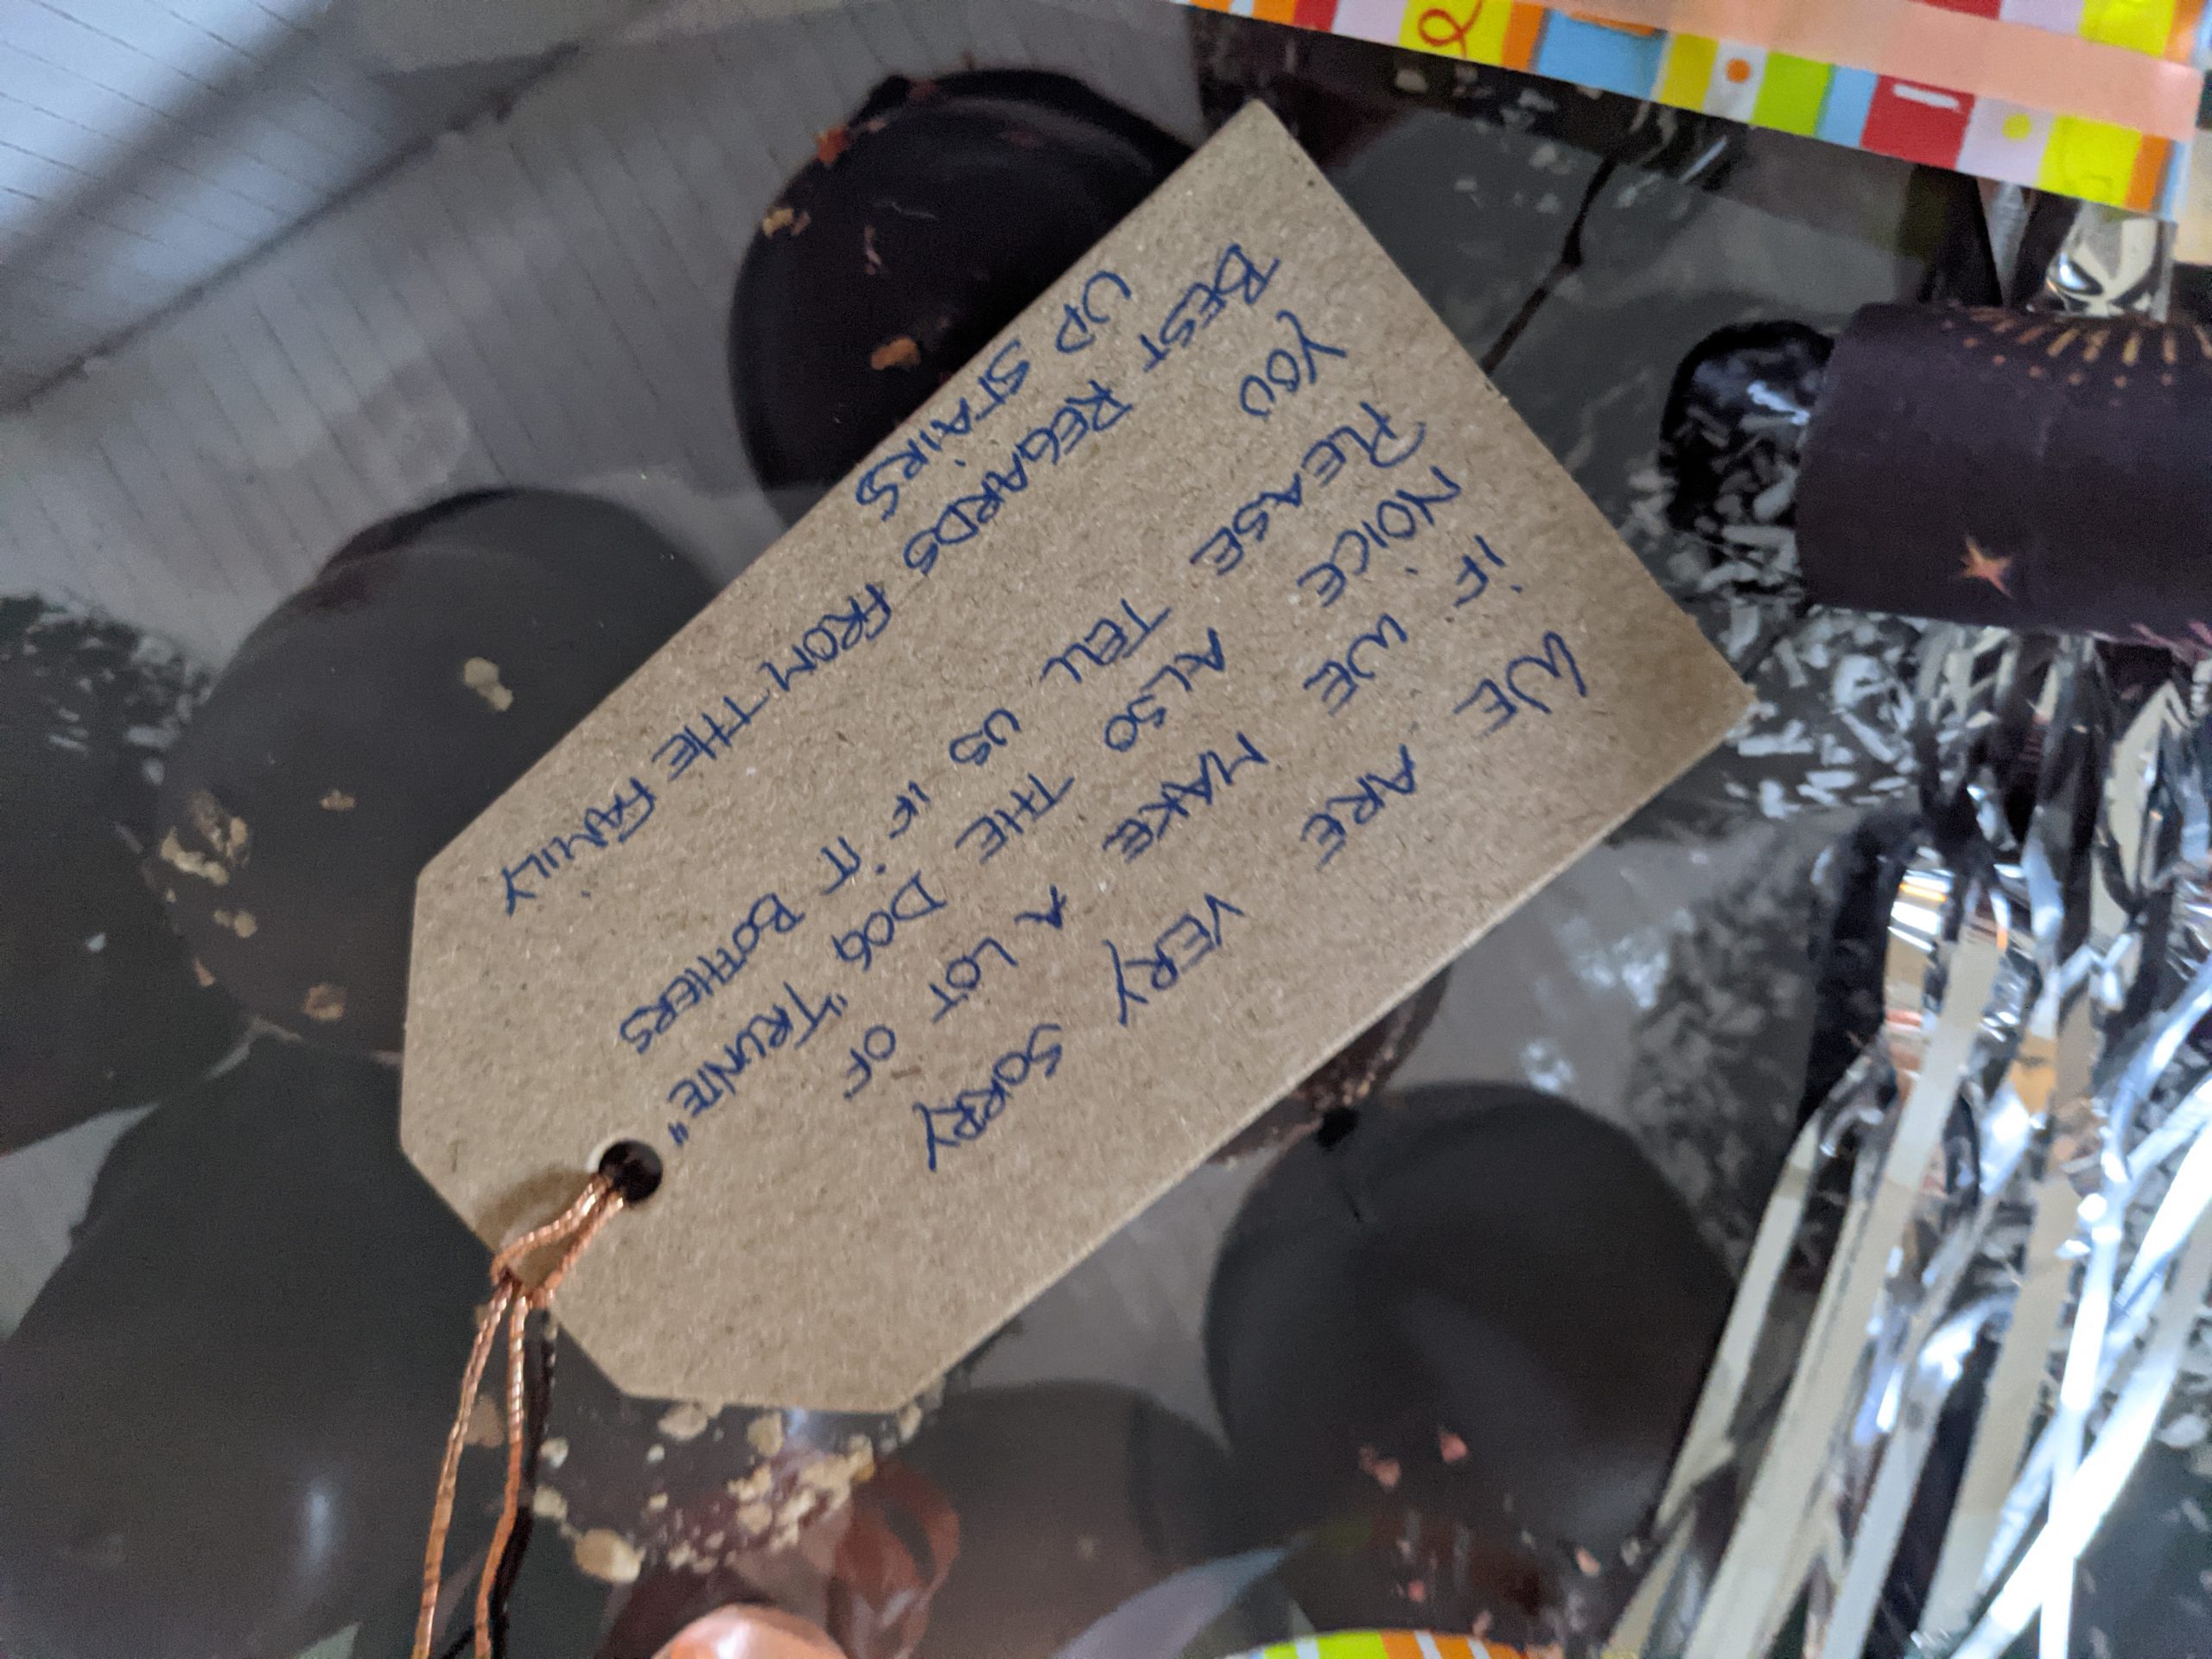 WE ARE VERY SORRY
IF WE MAKE A LOT OF
NOICE ALSO THE DOG "TRUNTE"
PLEASE TELL US IF IT BOTHERS
YOU
BEST REGARDS FROM THE FAMILY
UP STAIRS